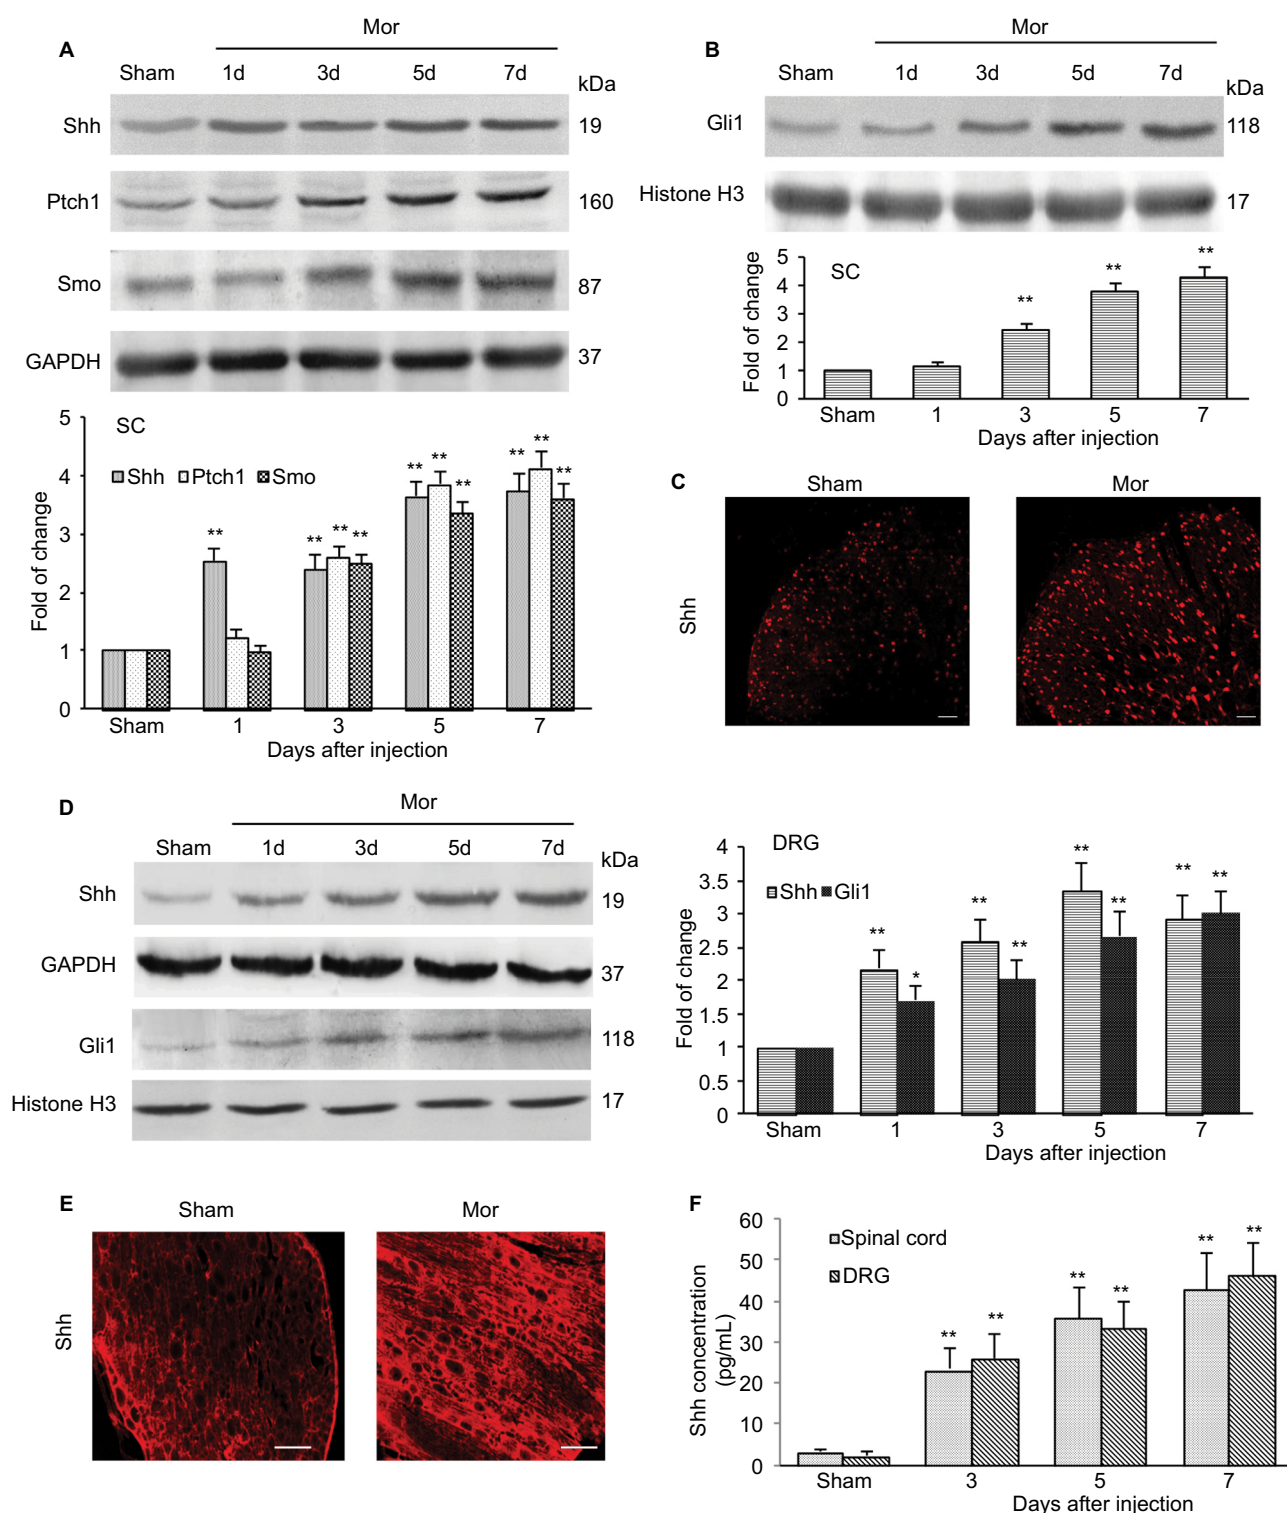 A
Mor
Sham 1d 3d 5d 7d
kDa
Shh 19
Ptch1 160
Smo 87
GAPDH 37
5
4
3
2
1
0
Fold of change
SC
Shh Ptch1 Smo
**
** ** **
** ** **
** ** **
Sham 1 3 5 7
Days after injection
B
Mor
Sham 1d 3d 5d 7d
kDa
Gli1 118
Histone H3 17
5
4
3
2
1
0
Fold of change
SC
** ** **
Sham 1 3 5 7
Days after injection
C
Sham Mor
Shh
D
Mor
Sham 1d 3d 5d 7d
kDa
Shh 19
GAPDH 37
Gli1 118
Histone H3 17
4
3.5
3
2.5
2
1.5
1
0.5
0
Fold of change
DRG
Shh Gli1
** *
** **
** **
** **
Sham 1 3 5 7
Days after injection
E
Sham Mor
Shh
F
60
50
40
30
20
10
0
Shh concentration
(pg/mL)
Spinal cord
DRG
** **
** **
** **
Sham 3 5 7
Days after injection